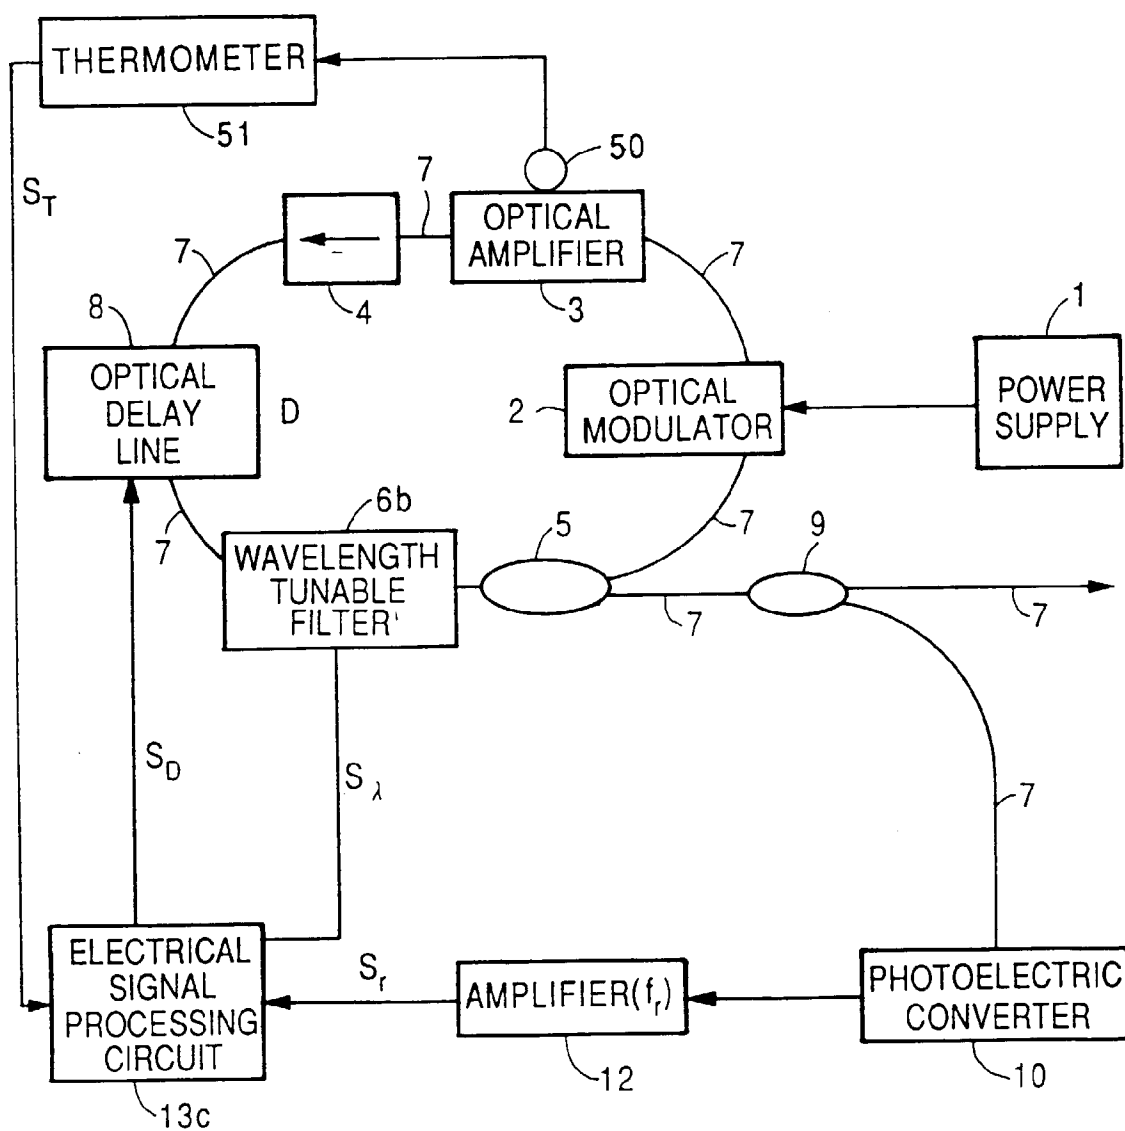 THERMOMETER
51
50
S_T
7
OPTICAL
AMPLIFIER
3
4
7
7
8
OPTICAL
DELAY
LINE
D
2
OPTICAL
MODULATOR
1
POWER
SUPPLY
7
7
6b
WAVELENGTH
TUNABLE
FILTER'
5
9
7
7
7
S_D
S_λ
ELECTRICAL
SIGNAL
PROCESSING
CIRCUIT
13c
S_r
AMPLIFIER(f_r)
12
PHOTOELECTRIC
CONVERTER
10